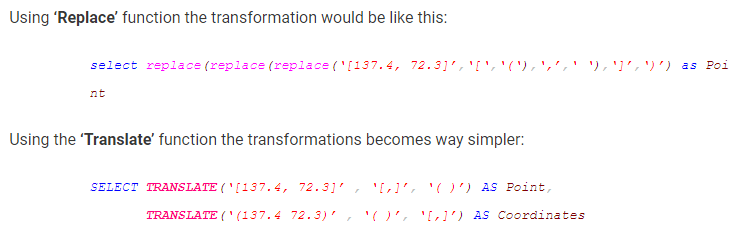 Using ‘Replace’ function the transformation would be like this:
select replace(replace(replace(‘[137.4, 72.3]’,‘[‘,‘(‘),‘,’,‘ ‘),‘]’,‘)’) as Poi
nt
Using the ‘Translate’ function the transformations becomes way simpler:
SELECT TRANSLATE(‘[137.4, 72.3]’ , ‘[,]’, ‘( )’) AS Point,
TRANSLATE(‘(137.4 72.3)’ , ‘( )’, ‘[,]’) AS Coordinates